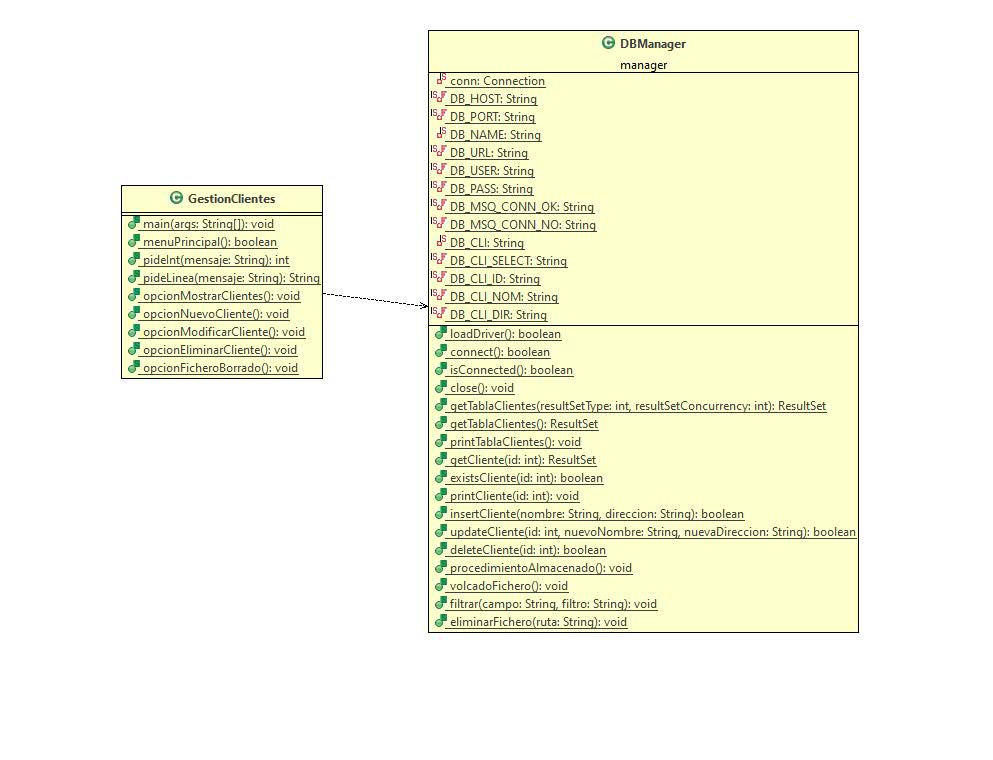 GestionClientes
main(args: String[]): void
menuPrincipal(): boolean
pideInt(mensaje: String): int
pideLinea(mensaje: String): String
opcionMostrarClientes(): void
opcionNuevoCliente(): void
opcionModificarCliente(): void
opcionEliminarCliente(): void
opcionFicheroBorrado(): void
DBManager
manager
conn: Connection
DB_HOST: String
DB_PORT: String
DB_NAME: String
DB_URL: String
DB_USER: String
DB_PASS: String
DB_MSQ_CONN_OK: String
DB_MSQ_CONN_NO: String
DB_CLI: String
DB_CLI_SELECT: String
DB_CLI_ID: String
DB_CLI_NOM: String
DB_CLI_DIR: String
loadDriver(): boolean
connect(): boolean
isConnected(): boolean
close(): void
getTablaClientes(resultSetType: int, resultSetConcurrency: int): ResultSet
getTablaClientes(): ResultSet
printTablaClientes(): void
getCliente(id: int): ResultSet
existsCliente(id: int): boolean
printCliente(id: int): void
insertCliente(nombre: String, direccion: String): boolean
updateCliente(id: int, nuevoNombre: String, nuevaDireccion: String): boolean
deleteCliente(id: int): boolean
procedimientoAlmacenado(): void
volcadoFichero(): void
filtrar(campo: String, filtro: String): void
eliminarFichero(ruta: String): void